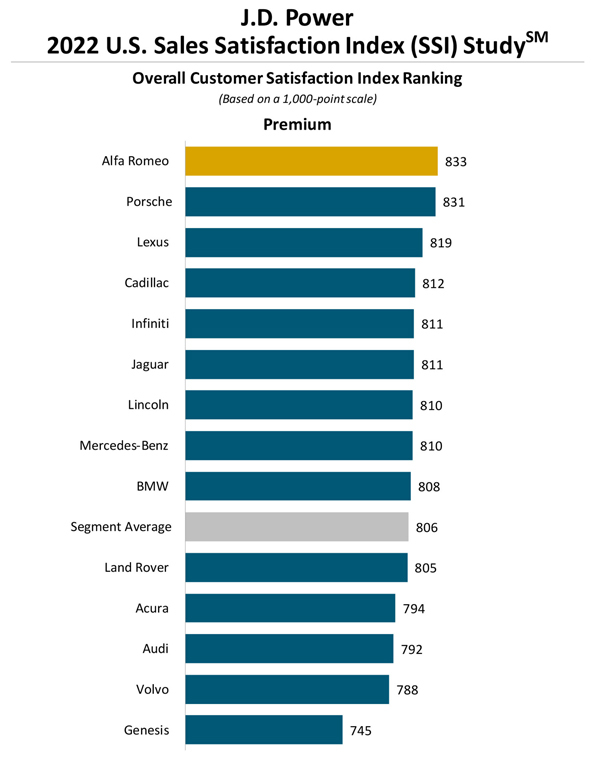 J.D. Power
2022 U.S. Sales Satisfaction Index (SSI) StudySM
Overall Customer Satisfaction Index Ranking
(Based on a 1,000-point scale)
Premium
Alfa Romeo 833
Porsche 831
Lexus 819
Cadillac 812
Infiniti 811
Jaguar 811
Lincoln 810
Mercedes-Benz 810
BMW 808
Segment Average 806
Land Rover 805
Acura 794
Audi 792
Volvo 788
Genesis 745